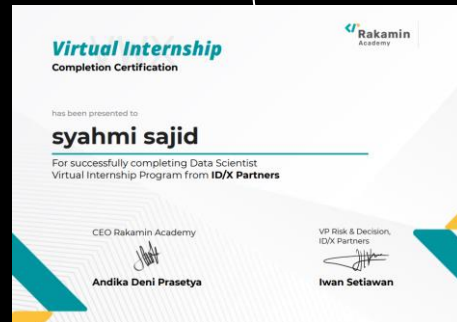 Rakamin
Academy
Virtual Internship
Completion Certification
has been presented to
syahmi sajid
For successfully completing Data Scientist
Virtual Internship Program from ID/X Partners
CEO Rakamin Academy
Andika Deni Prasetya
VP Risk & Decision,
ID/X Partners
Iwan Setiawan